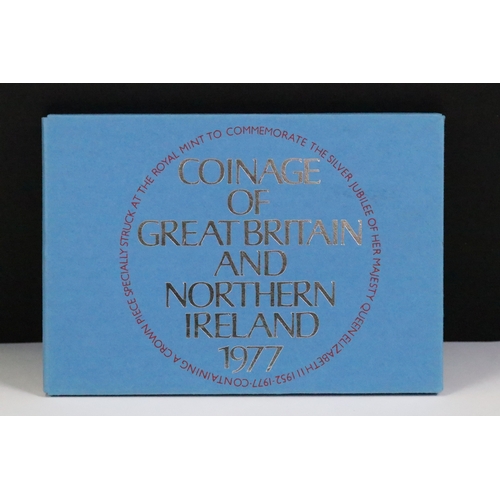 COINAGE
OF
GREAT BRITAIN
AND
NORTHERN
IRELAND
1977
CONTAINING A CROWN PIECE SPECIALLY STRUCK AT THE ROYAL MINT TO COMMEMORATE THE SILVER JUBILEE OF HER MAJESTY QUEEN ELIZABETH II 1952-1977·